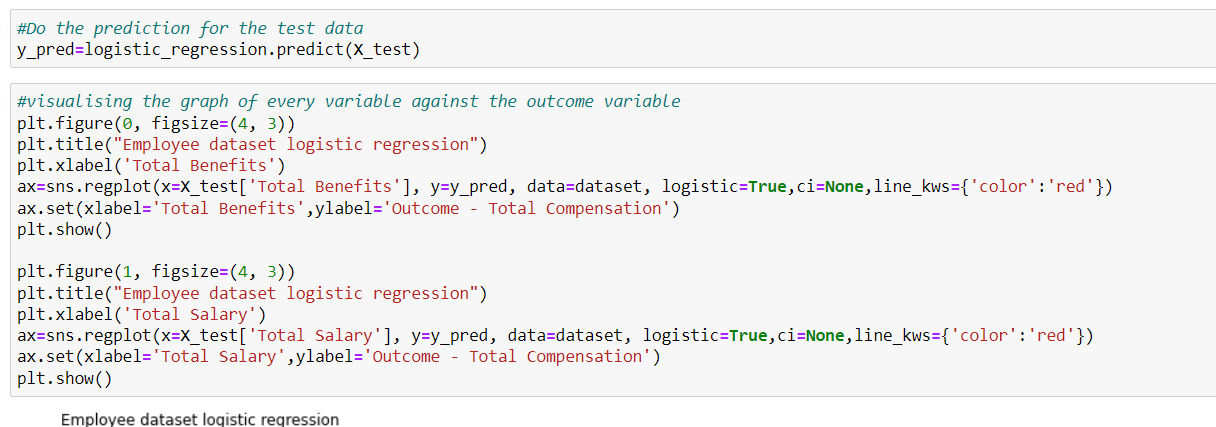 #Do the prediction for the test data
y_pred=logistic_regression.predict(X_test)
#visualising the graph of every variable against the outcome variable
plt.figure(0, figsize=(4, 3))
plt.title("Employee dataset logistic regression")
plt.xlabel('Total Benefits')
ax=sns.regplot(x=X_test['Total Benefits'], y=y_pred, data=dataset, logistic=True,ci=None,line_kws={'color':'red'})
ax.set(xlabel='Total Benefits',ylabel='Outcome - Total Compensation')
plt.show()
plt.figure(1, figsize=(4, 3))
plt.title("Employee dataset logistic regression")
plt.xlabel('Total Salary')
ax=sns.regplot(x=X_test['Total Salary'], y=y_pred, data=dataset, logistic=True,ci=None,line_kws={'color':'red'})
ax.set(xlabel='Total Salary',ylabel='Outcome - Total Compensation')
plt.show()
Employee dataset logistic regression